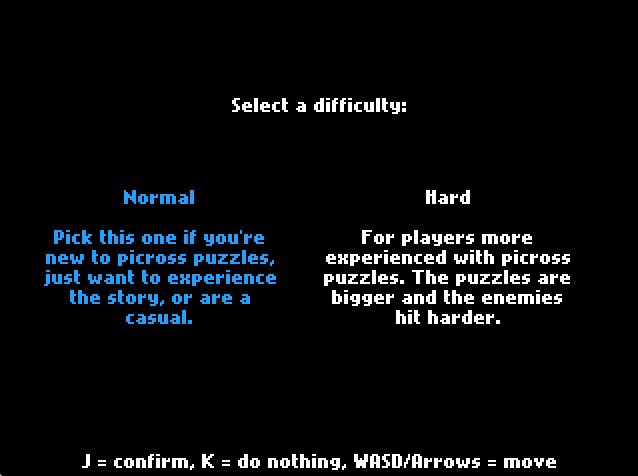 Select a difficulty:
Normal
Pick this one if you're
new to picross puzzles,
just want to experience
the story, or are a
casual.
Hard
For players more
experienced with picross
puzzles. The puzzles are
bigger and the enemies
hit harder.
J = confirm, K = do nothing, WASD/Arrows = move